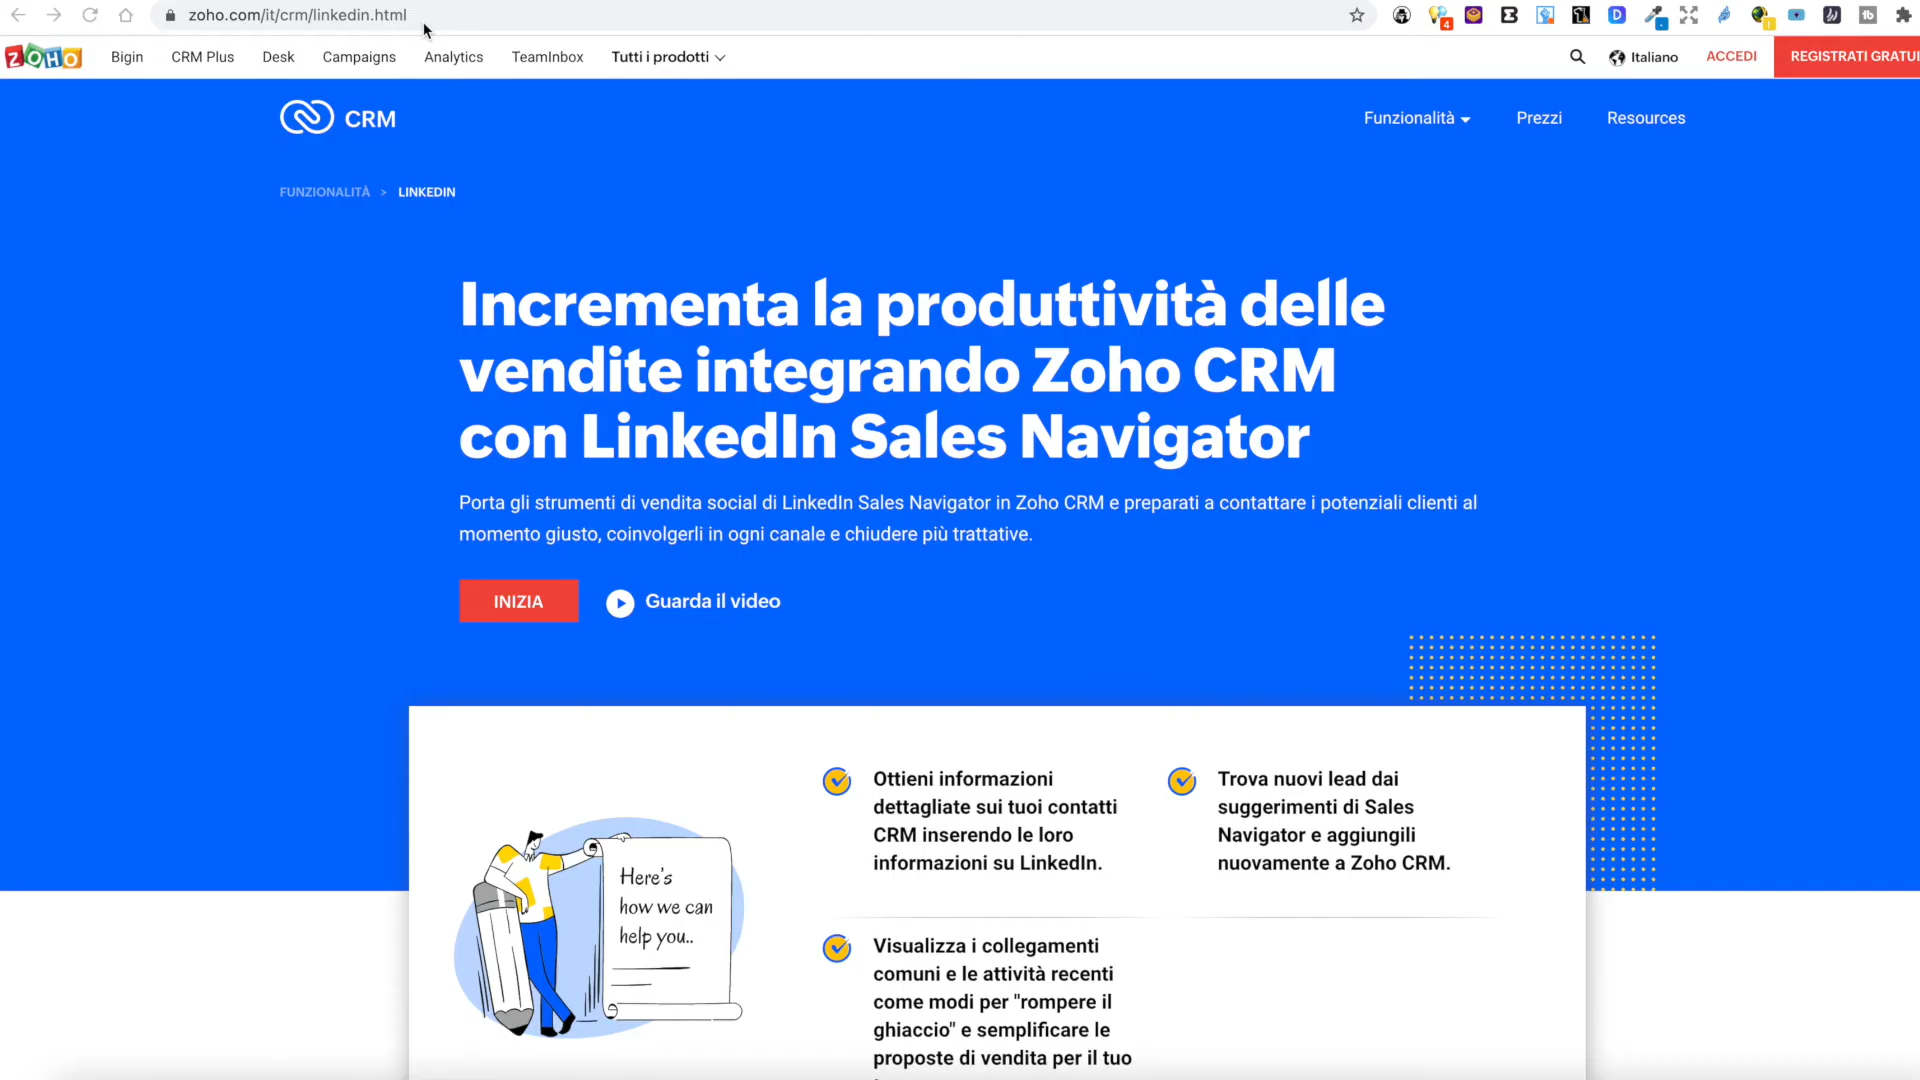 zoho.com/it/crm/linkedin.html
4
ZOHO
Bigin
CRM Plus
Desk
Campaigns
Analytics
TeamInbox
Tutti i prodotti
Italiano
ACCEDI
REGISTRATI GRATUI
CRM
Funzionalità
Prezzi
Resources
FUNZIONALITÀ > LINKEDIN
Incrementa la produttività delle
vendite integrando Zoho CRM
con LinkedIn Sales Navigator
Porta gli strumenti di vendita social di LinkedIn Sales Navigator in Zoho CRM e preparati a contattare i potenziali clienti al
momento giusto, coinvolgerli in ogni canale e chiudere più trattative.
INIZIA
Guarda il video
Here's
how we can
help you..
Ottieni informazioni
dettagliate sui tuoi contatti
CRM inserendo le loro
informazioni su LinkedIn.
Trova nuovi lead dai
suggerimenti di Sales
Navigator e aggiungili
nuovamente a Zoho CRM.
Visualizza i collegamenti
comuni e le attività recenti
come modi per "rompere il
ghiaccio" e semplificare le
proposte di vendita per il tuo